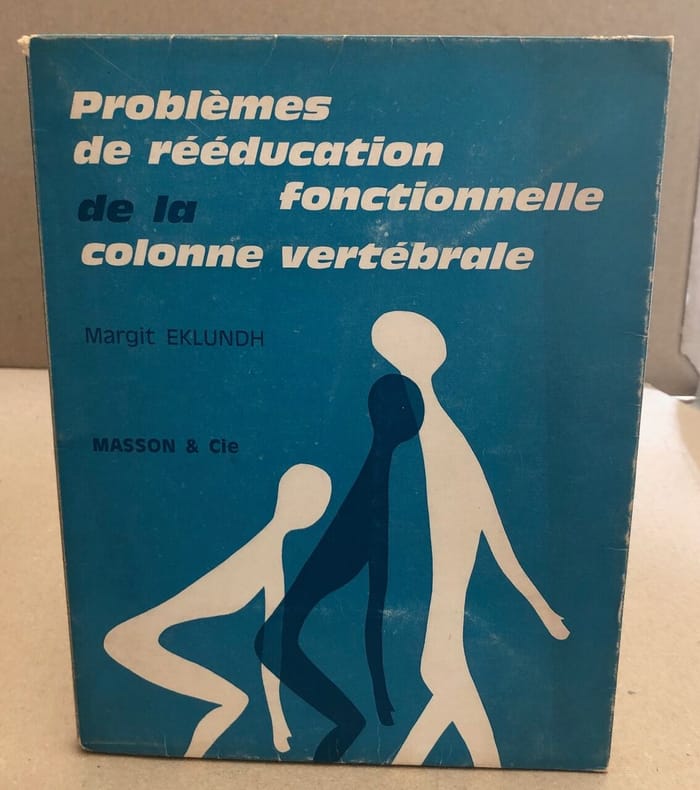 Problèmes
de rééducation
fonctionnelle
de la
colonne vertébrale
Margit EKLUNDH
MASSON & Cie